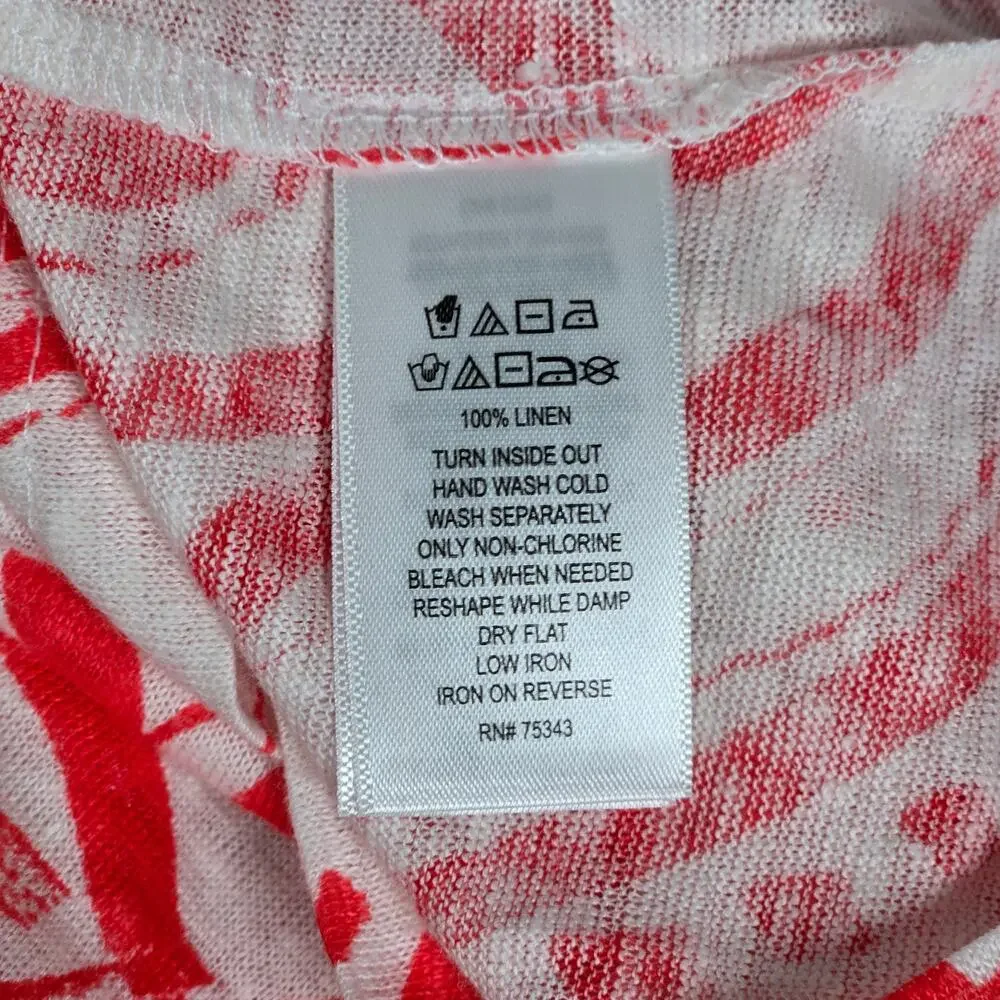 100% LINEN
TURN INSIDE OUT
HAND WASH COLD
WASH SEPARATELY
ONLY NON-CHLORINE
BLEACH WHEN NEEDED
RESHAPE WHILE DAMP
DRY FLAT
LOW IRON
IRON ON REVERSE
RN# 75343